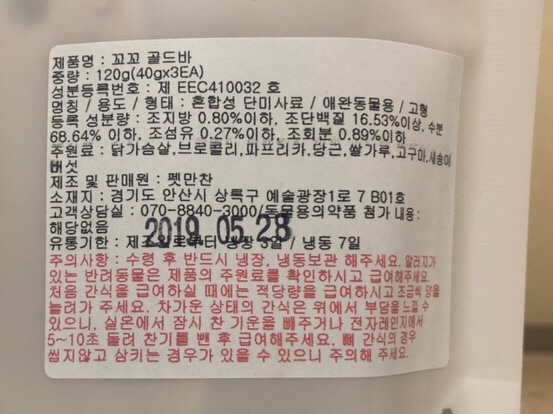 제품명 : 꼬꼬 골드바
중량 : 120g(40gx3EA)
성분등록번호 : 제 EEC410032 호
명칭 / 용도 / 형태 : 혼합성 단미사료 / 애완동물용 / 고형
등록 성분량 : 조지방 0.80%이하, 조단백질 16.53%이상, 수분
68.64% 이하, 조섬유 0.27%이하, 조회분 0.89%이하
주원료 : 닭가슴살,브로콜리,파프리카,당근,쌀가루,고구마,새송이
버섯
제조 및 판매원 : 펫만찬
소재지 : 경기도 안산시 상록구 예술광장1로 7 B01호
고객상담실 : 070-8840-3000/동물용의약품 첨가 내용:
해당없음
2019.05.28
유통기한 : 제조일로부터 냉장 3일 / 냉동 7일
주의사항 : 수령 후 반드시 냉장, 냉동보관 해주세요. 알러지가
있는 반려동물은 제품의 주원료를 확인하시고 급여해주세요.
처음 간식을 급여하실 때에는 적당량을 급여하시고 조금씩 양을
늘려가 주세요. 차가운 상태의 간식은 위에서 부담을 느낄 수
있으니, 실온에서 잠시 찬 기운을 빼주거나 전자레인지에서
5~10초 돌려 찬기를 뺀 후 급여해주세요. 뼈 간식의 경우
씹지않고 삼키는 경우가 있을 수 있으니 주의해 주세요.